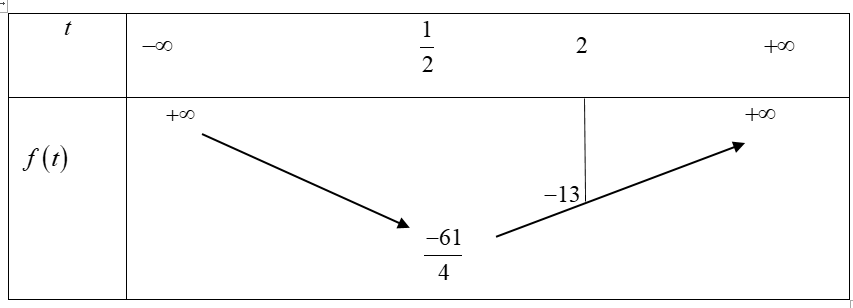 t −∞ 1/2 2 +∞
f(t) +∞ −61/4 −13 +∞